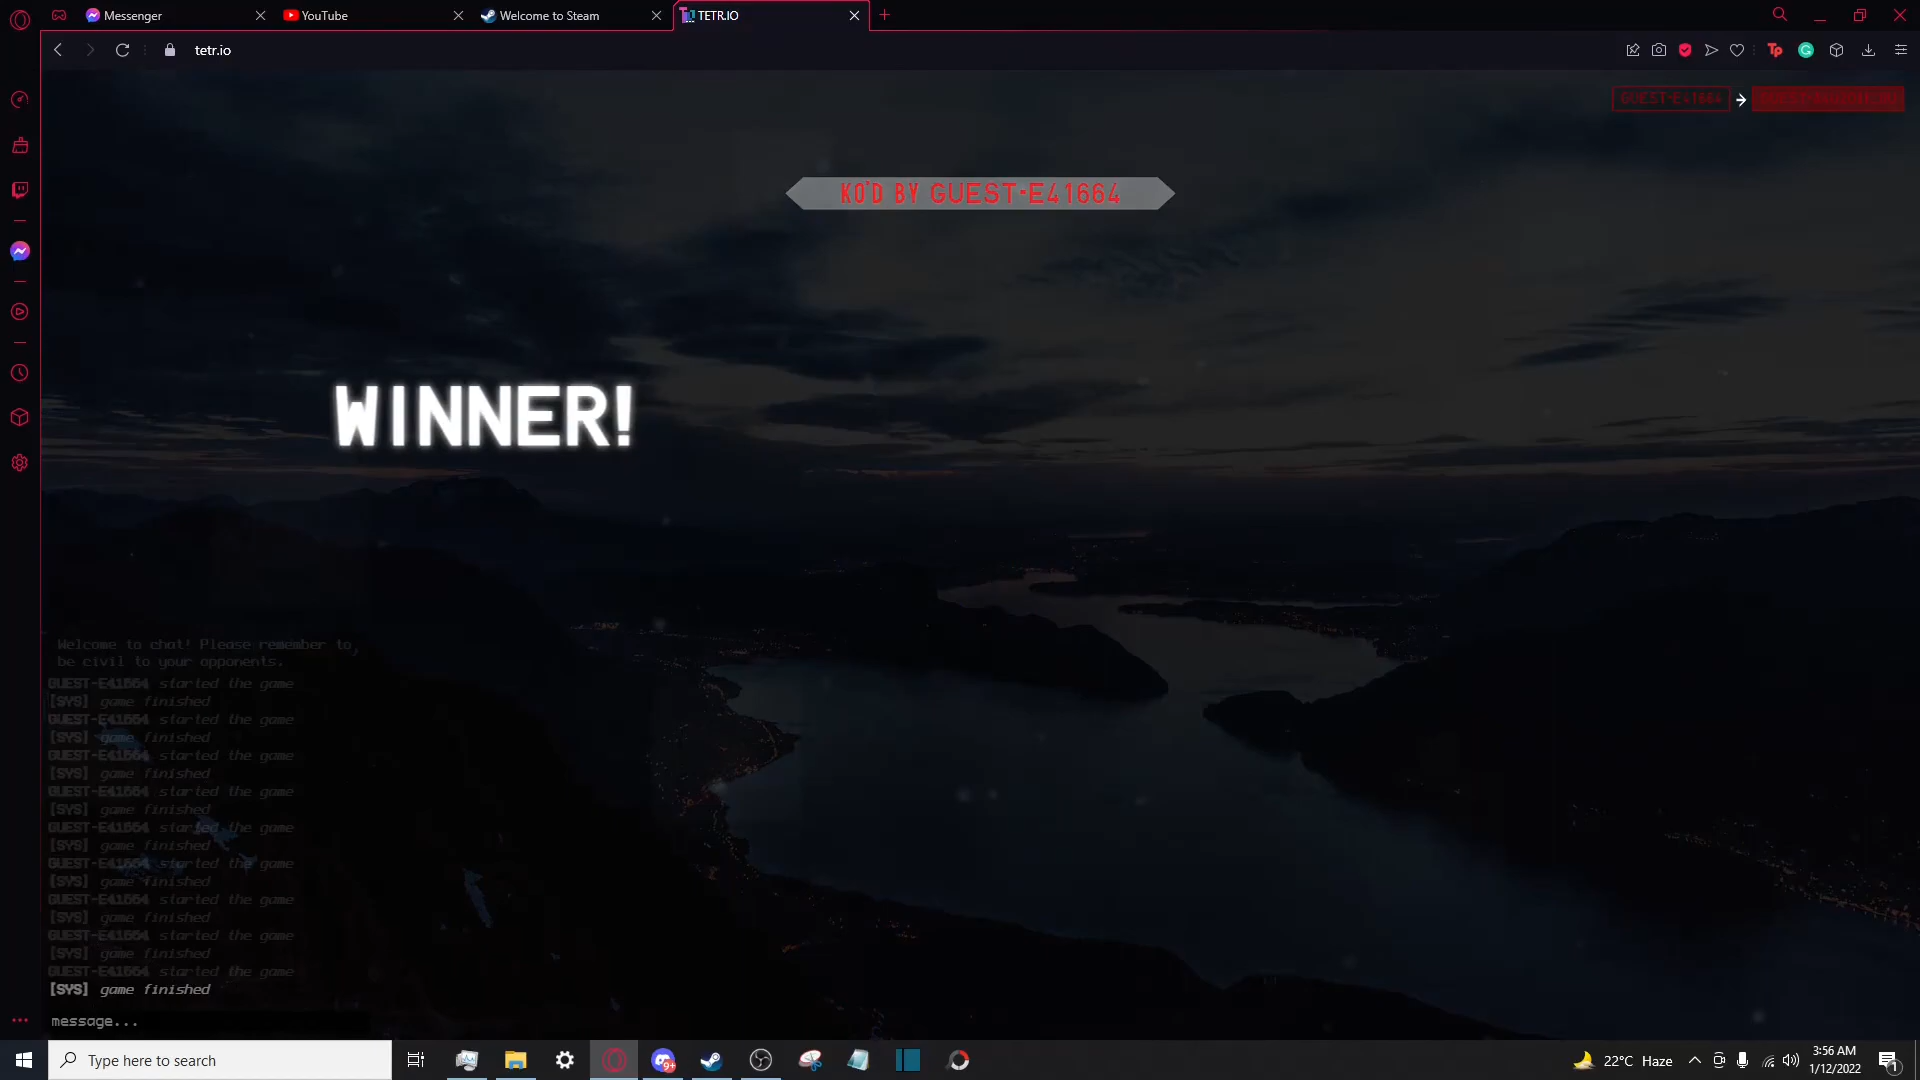 Messenger
YouTube
Welcome to Steam
TETR.IO
tetr.io
GUEST-E41664
KO'D BY GUEST-E41664
WINNER!
Welcome to chat! Please remember to
be civil to your opponents.
GUEST-E41664 started the game
[SYS] game finished
GUEST-E41664 started the game
[SYS] game finished
GUEST-E41664 started the game
[SYS] game finished
GUEST-E41664 started the game
[SYS] game finished
GUEST-E41664 started the game
[SYS] game finished
GUEST-E41664 started the game
[SYS] game finished
GUEST-E41664 started the game
[SYS] game finished
GUEST-E41664 started the game
[SYS] game finished
GUEST-E41664 started the game
[SYS] game finished
message...
Type here to search
9+
22°C Haze
3:56 AM
1/12/2022
1